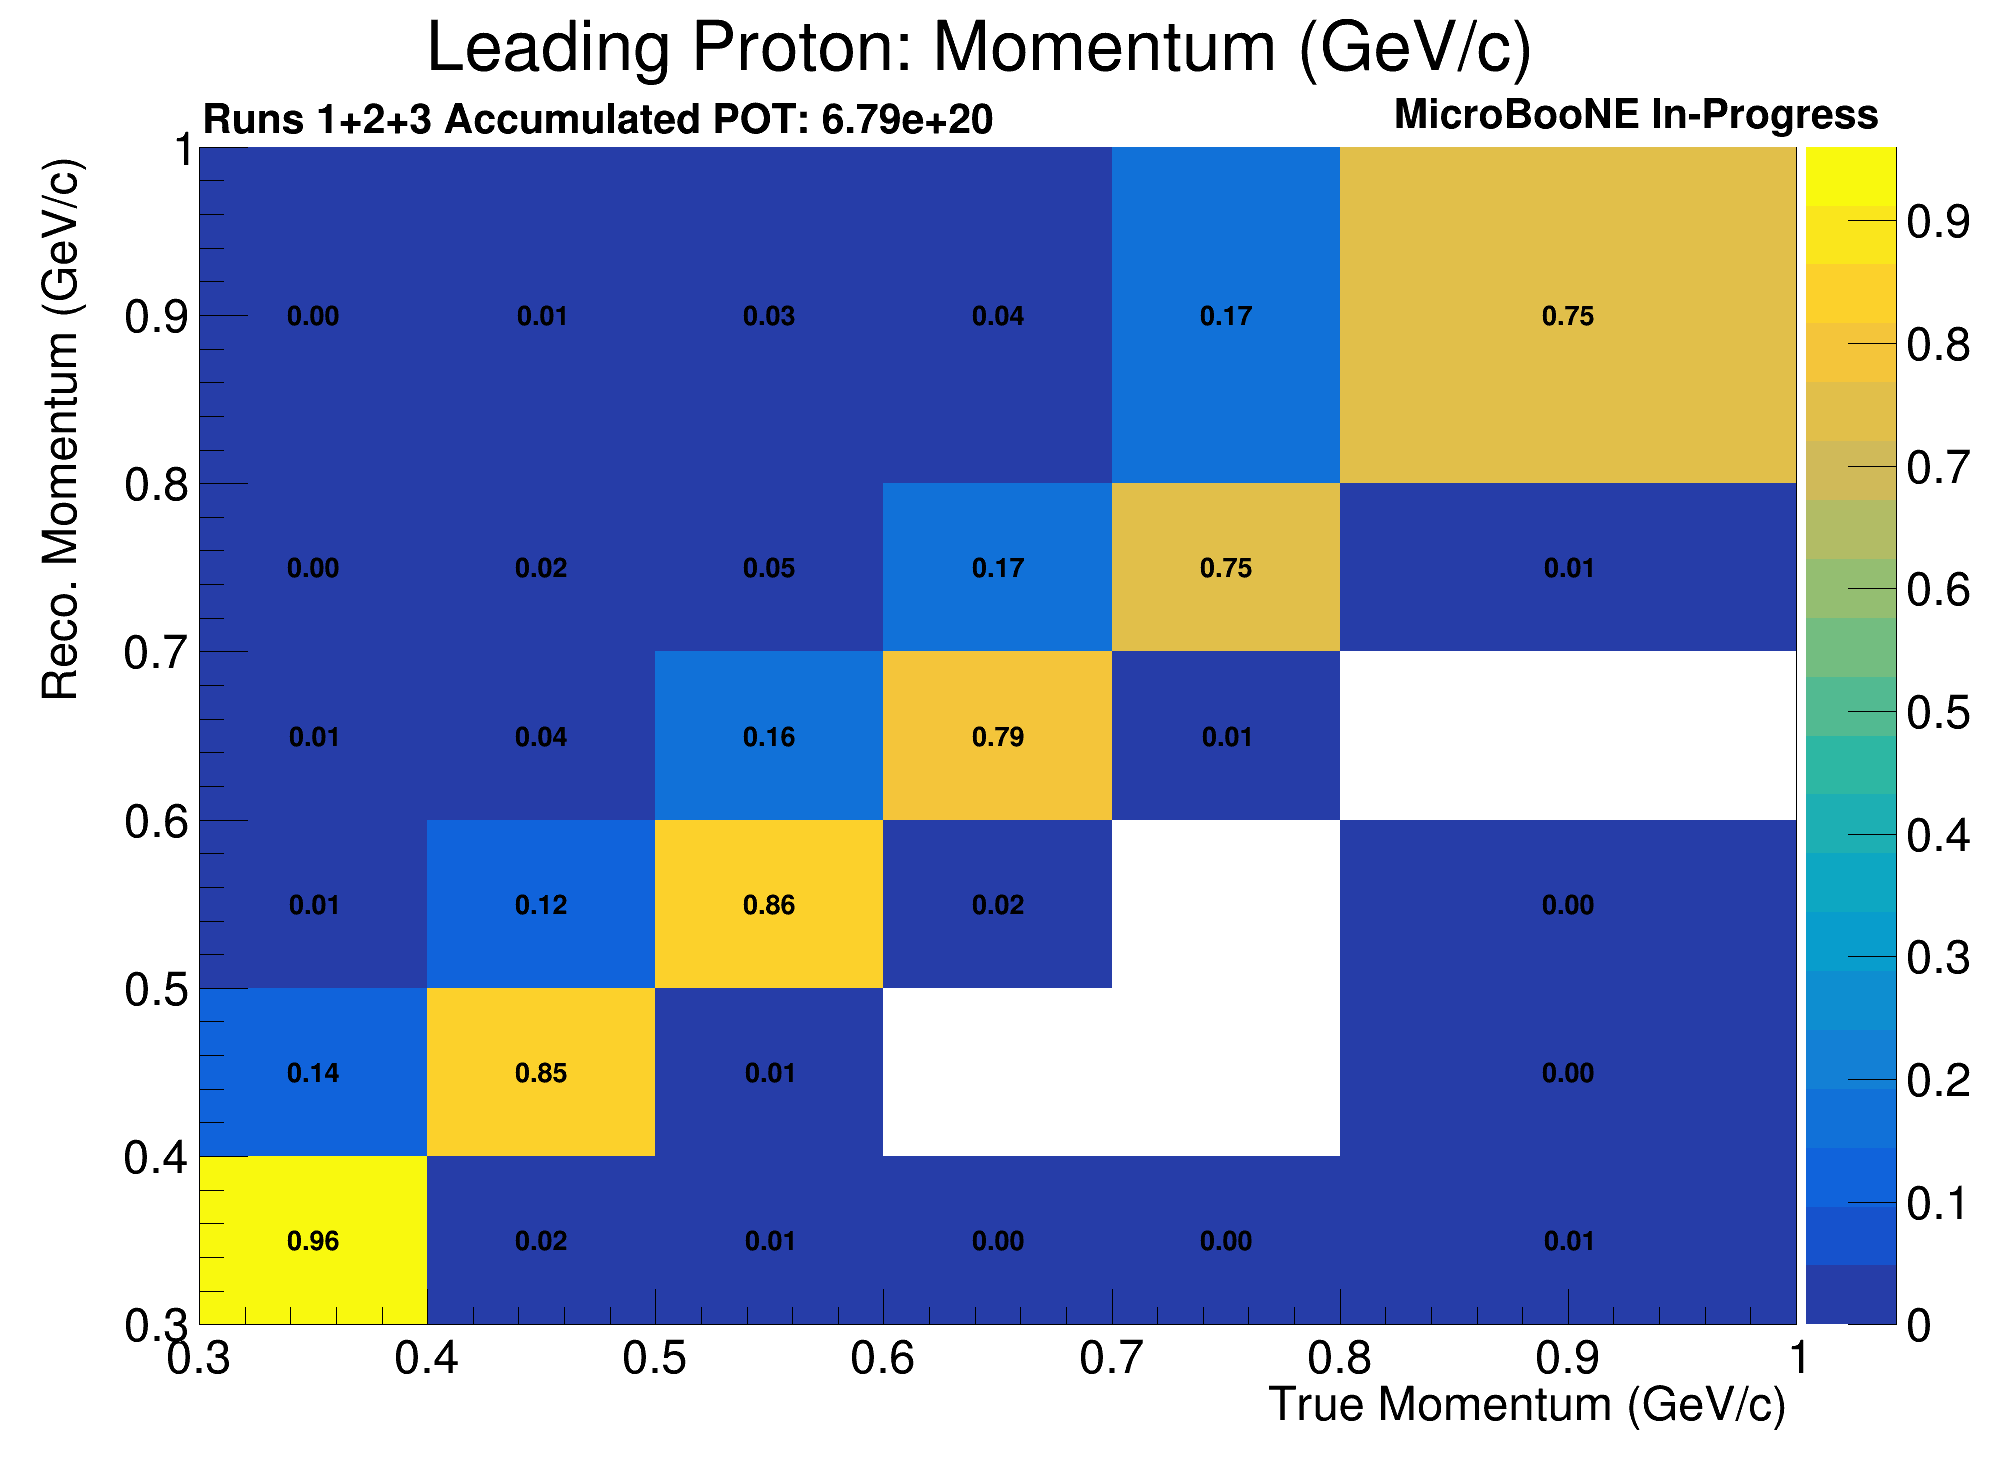 Leading Proton: Momentum (GeV/c)
Runs 1+2+3 Accumulated POT: 6.79e+20
MicroBooNE In-Progress
Reco. Momentum (GeV/c)
1
0.9
0.8
0.7
0.6
0.5
0.4
0.3
0.00 0.01 0.03 0.04 0.17 0.75
0.00 0.02 0.05 0.17 0.75 0.01
0.01 0.04 0.16 0.79 0.01
0.01 0.12 0.86 0.02 0.00
0.14 0.85 0.01 0.00
0.96 0.02 0.01 0.00 0.00 0.01
0.3 0.4 0.5 0.6 0.7 0.8 0.9 1
True Momentum (GeV/c)
0.9
0.8
0.7
0.6
0.5
0.4
0.3
0.2
0.1
0